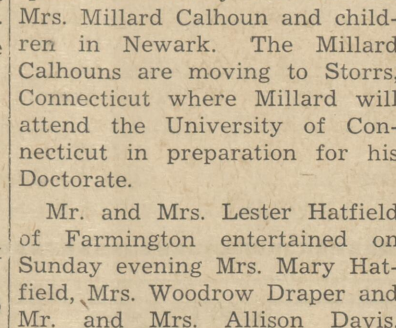 Mrs. Millard Calhoun and child-
ren in Newark. The Millard
Calhouns are moving to Storrs,
Connecticut where Millard will
attend the University of Con-
necticut in preparation for his
Doctorate.
Mr. and Mrs. Lester Hatfield
of Farmington entertained on
Sunday evening Mrs. Mary Hat-
field, Mrs. Woodrow Draper and
Mr. and Mrs. Allison Davis,